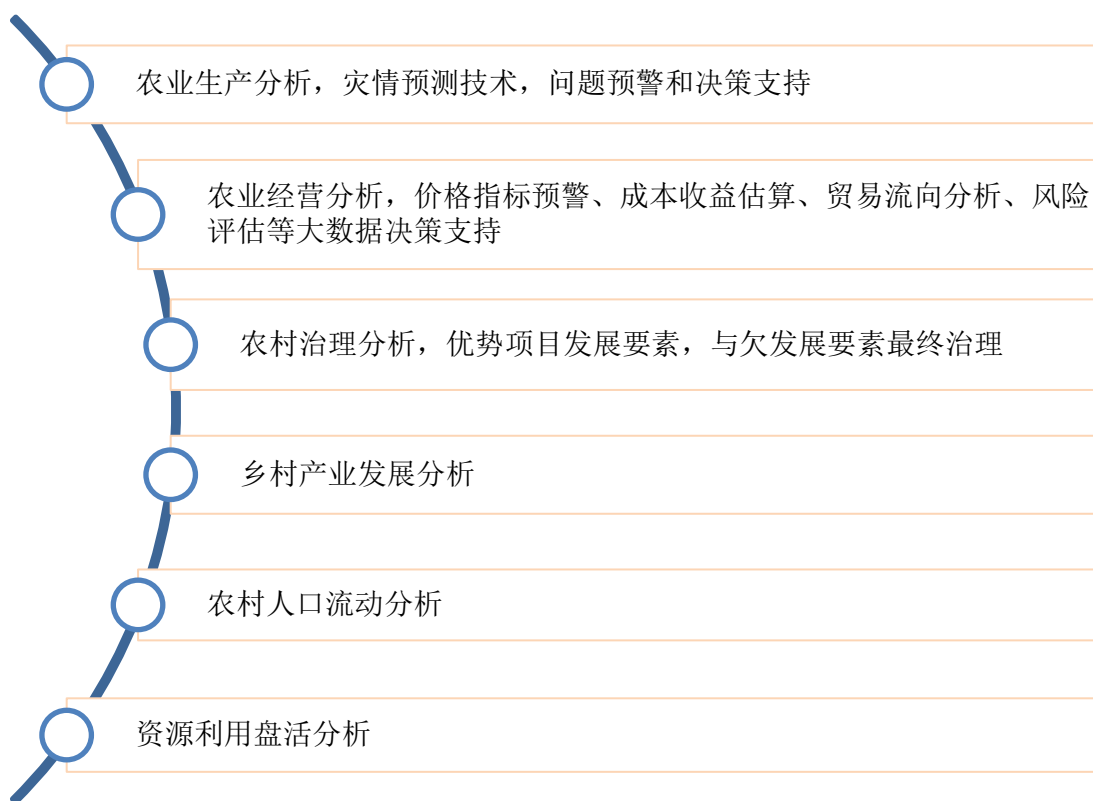 农业生产分析，灾情预测技术，问题预警和决策支持
农业经营分析，价格指标预警、成本收益估算、贸易流向分析、风险
评估等大数据决策支持
农村治理分析，优势项目发展要素，与欠发展要素最终治理
乡村产业发展分析
农村人口流动分析
资源利用盘活分析